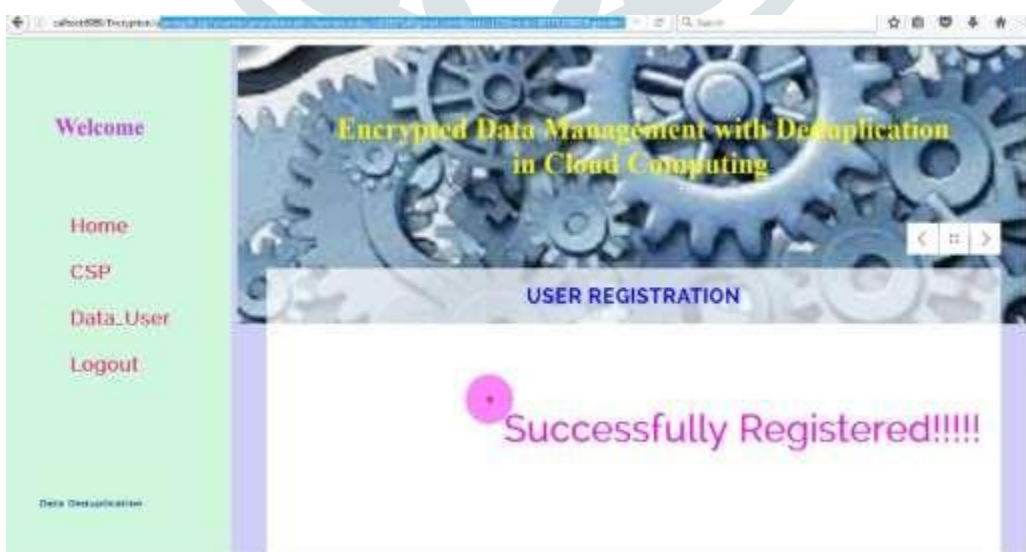 Welcome
Encrypted Data Management with Deduplication
in Cloud Computing
Home
CSP
Data_User
Logout
USER REGISTRATION
Successfully Registered!!!!!
Data Deduplication